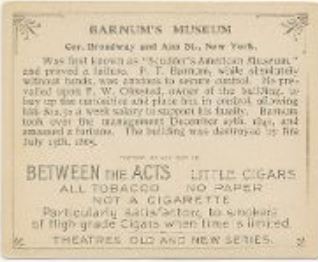 BARNUM'S MUSEUM
Cor. Broadway and Ann St., New York.
Was first known as "Scudder's American Museum,"
and proved a failure. P. T. Barnum, while absolutely
without funds, was anxious to secure control. He pre-
vailed upon F. W. Olmsted, owner of the building, to
buy up the curiosities and place him in control, allowing
him $12.50 a week salary to support his family. Barnum
took over the management December 27th, 1841, and
amassed a fortune. The building was destroyed by fire
July 13th, 1865.
BETWEEN THE ACTS LITTLE CIGARS
ALL TOBACCO NO PAPER
NOT A CIGARETTE
Particularly satisfactory to smokers
of High grade Cigars when time is limited.
THEATRES OLD AND NEW SERIES.